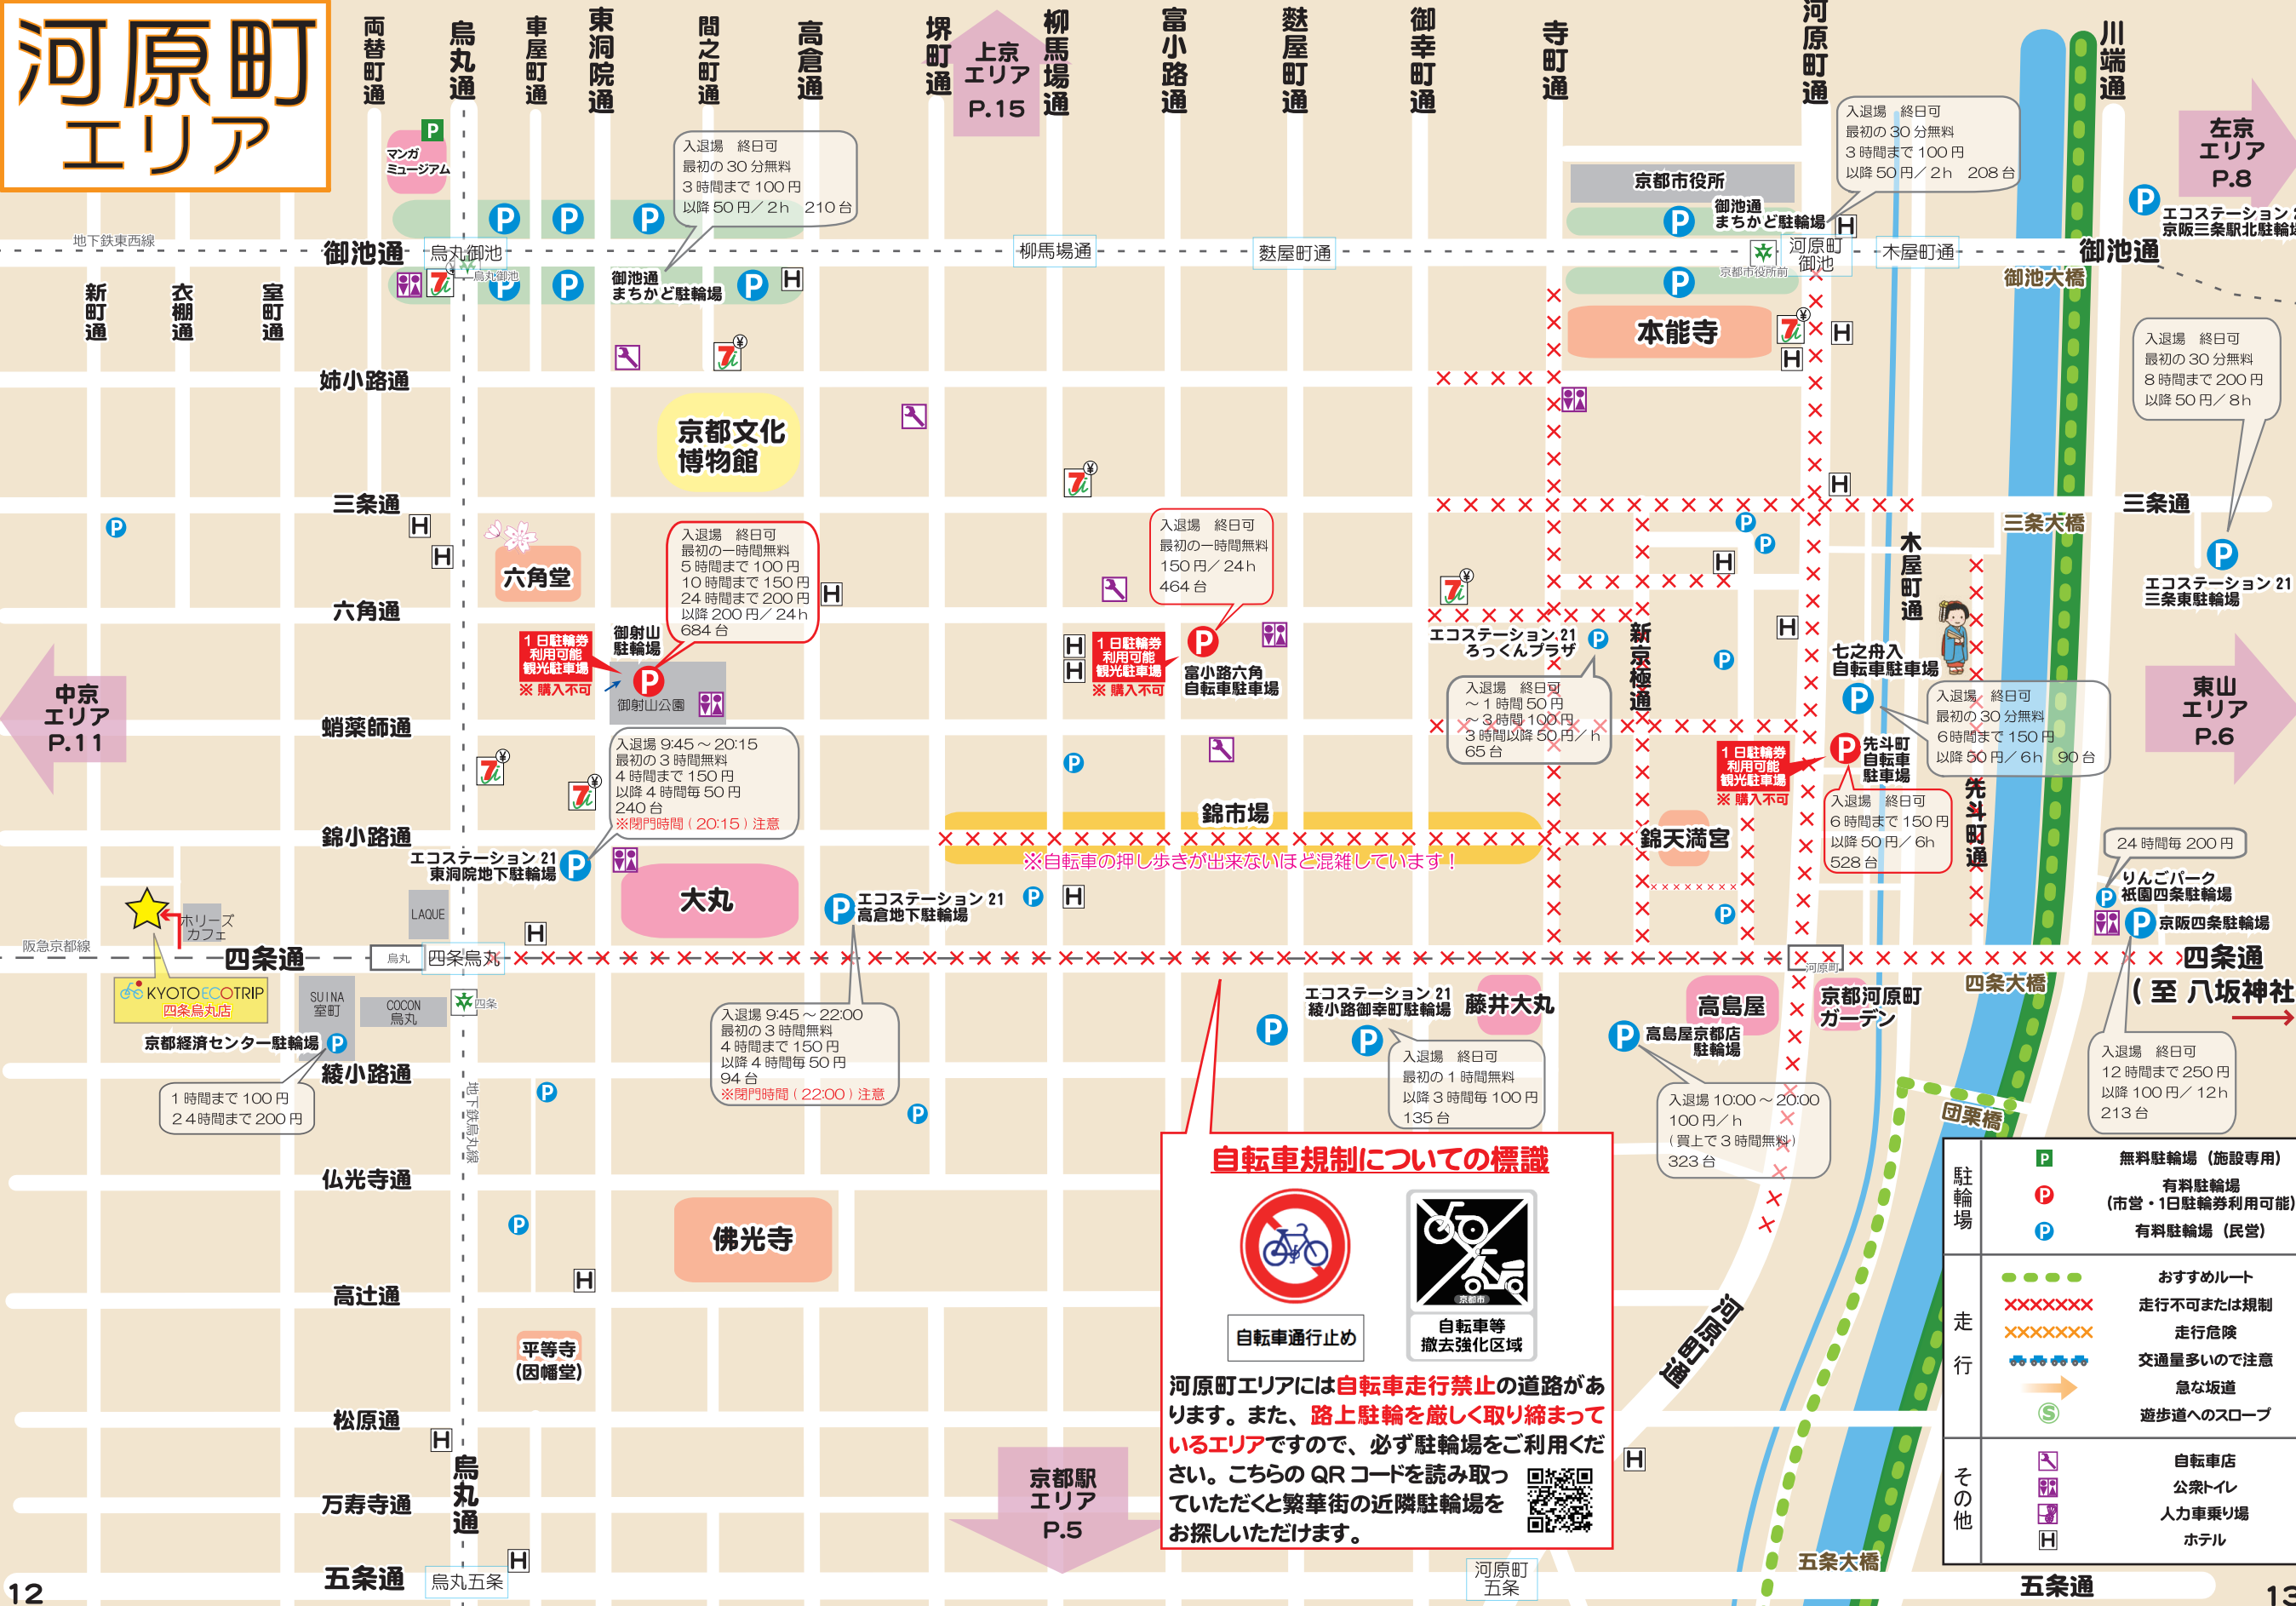 河原町
エリア
両替町通
烏丸通
車屋町通
東洞院通
間之町通
高倉通
堺町通
上京
エリア
P.15
柳馬場通
富小路通
麩屋町通
御幸町通
寺町通
河原町通
川端通
左京
エリア
P.8
P
マンガ
ミュージアム
入退場 終日可
最初の30分無料
3時間まで100円
以降50円/2h 210台
京都市役所
御池通
まちかど駐輪場
入退場 終日可
最初の30分無料
3時間まで100円
以降50円/2h 208台
エコステーション
京阪三条駅北駐輪場
地下鉄東西線
御池通
烏丸御池
烏丸御池
柳馬場通
麩屋町通
京都市役所前
河原町
御池
木屋町通
御池通
御池大橋
御池通
まちかど駐輪場
新町通
衣棚通
室町通
本能寺
入退場 終日可
最初の30分無料
8時間まで200円
以降50円/8h
姉小路通
京都文化
博物館
三条通
三条通
三条大橋
六角堂
入退場 終日可
最初の一時間無料
5時間まで100円
10時間まで150円
24時間まで200円
以降200円/24h
684台
入退場 終日可
最初の一時間無料
150円/24h
464台
木屋町通
エコステーション21
三条東駐輪場
六角通
1日駐輪券
利用可能
観光駐車場
※購入不可
御射山
駐輪場
御射山公園
1日駐輪券
利用可能
観光駐車場
※購入不可
富小路六角
自転車駐車場
エコステーション21
ろっくんプラザ
新京極通
入退場 終日可
〜1時間50円
〜3時間100円
3時間以降50円/h
65台
七之舟入
自転車駐車場
入退場 終日可
最初の30分無料
6時間まで150円
以降50円/6h 90台
中京
エリア
P.11
東山
エリア
P.6
蛸薬師通
入退場 9:45〜20:15
最初の3時間無料
4時間まで150円
以降4時間毎50円
240台
※閉門時間(20:15)注意
1日駐輪券
利用可能
観光駐車場
※購入不可
先斗町
自転車
駐車場
入退場 終日可
6時間まで150円
以降50円/6h
528台
先斗町通
錦市場
錦小路通
錦天満宮
※自転車の押し歩きが出来ないほど混雑しています!
エコステーション21
東洞院地下駐輪場
大丸
エコステーション21
高倉地下駐輪場
24時間毎200円
りんごパーク
祇園四条駐輪場
京阪四条駐輪場
LAQUE
ホリーズ
カフェ
阪急京都線
四条通
烏丸
四条烏丸
河原町
四条通
(至 八坂神社
四条大橋
KYOTO ECOTRIP
四条烏丸店
SUINA
室町
COCON
烏丸
四条
京都経済センター駐輪場
1時間まで100円
24時間まで200円
綾小路通
地下鉄烏丸線
入退場 9:45〜22:00
最初の3時間無料
4時間まで150円
以降4時間毎50円
94台
※閉門時間(22:00)注意
エコステーション21
綾小路御幸町駐輪場
藤井大丸
入退場 終日可
最初の1時間無料
以降3時間毎100円
135台
高島屋
高島屋京都店
駐輪場
京都河原町
ガーデン
入退場 10:00〜20:00
100円/h
(買上で3時間無料)
323台
入退場 終日可
12時間まで250円
以降100円/12h
213台
団栗橋
仏光寺通
佛光寺
高辻通
平等寺
(因幡堂)
松原通
烏丸通
万寿寺通
五条通
烏丸五条
京都駅
エリア
P.5
自転車規制についての標識
自転車通行止め
京都市
自転車等
撤去強化区域
河原町エリアには自転車走行禁止の道路があ
ります。また、路上駐輪を厳しく取り締まって
いるエリアですので、必ず駐輪場をご利用くだ
さい。こちらのQRコードを読み取っ
ていただくと繁華街の近隣駐輪場を
お探しいただけます。
河原町通
河原町
五条
五条大橋
五条通
駐輪場
P 無料駐輪場(施設専用)
P 有料駐輪場
(市営・1日駐輪券利用可能)
P 有料駐輪場(民営)
走行
おすすめルート
走行不可または規制
走行危険
交通量多いので注意
急な坂道
S 遊歩道へのスロープ
その他
自転車店
公衆トイレ
人力車乗り場
H ホテル
12
13